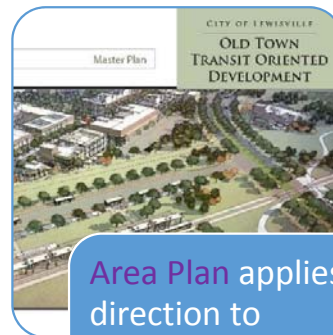 CITY OF LEWISVILLE
OLD TOWN
TRANSIT ORIENTED
DEVELOPMENT
Master Plan
Area Plan applies
direction to